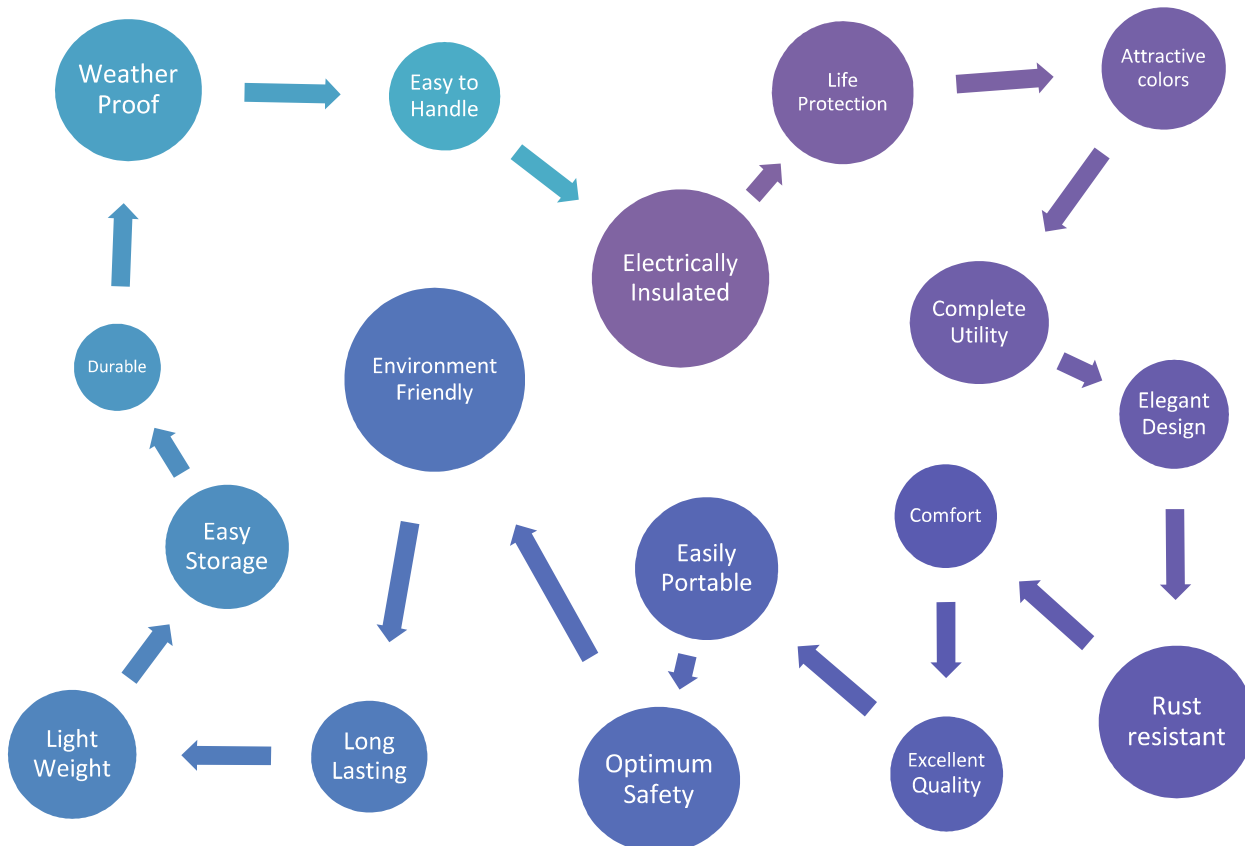 Weather
Proof
Easy to
Handle
Electrically
Insulated
Life
Protection
Attractive
colors
Complete
Utility
Elegant
Design
Rust
resistant
Comfort
Excellent
Quality
Easily
Portable
Optimum
Safety
Environment
Friendly
Long
Lasting
Light
Weight
Easy
Storage
Durable